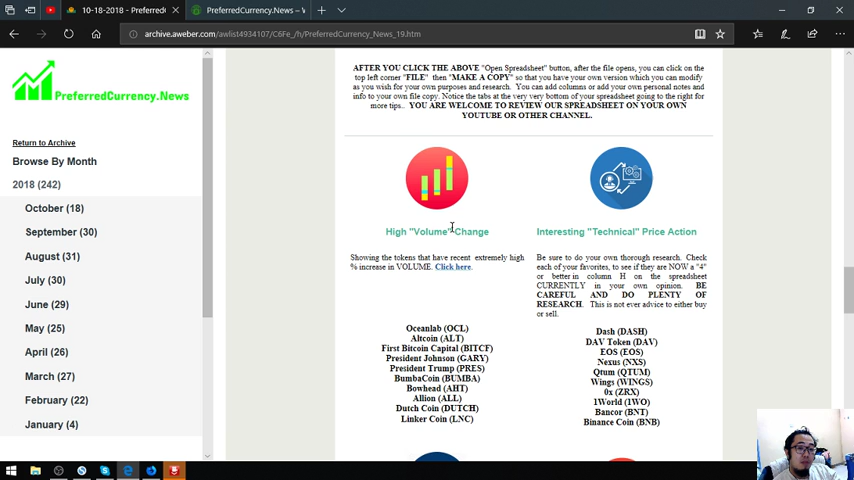 10-18-2018 - Preferred
PreferredCurrency.News – V
archive.aweber.com/awlist4934107/C6Fe_/h/PreferredCurrency_News_19.htm
PreferredCurrency.News
Return to Archive
Browse By Month
2018 (242)
October (18)
September (30)
August (31)
July (30)
June (29)
May (25)
April (26)
March (27)
February (22)
January (4)
AFTER YOU CLICK THE ABOVE "Open Spreadsheet" button, after the file opens, you can click on
top left corner "FILE" then "MAKE A COPY" so that you have your own version which you can modify
as you wish for your own purposes and research. You can add columns or add your own personal notes and
info to your own file copy. Notice the tabs at the very very bottom of your spreadsheet going to the right for
more tips.. YOU ARE WELCOME TO REVIEW OUR SPREADSHEET ON YOUR OWN
YOUTUBE OR OTHER CHANNEL.
High "Volume" Change
Showing the tokens that have recent extremely high
% increase in VOLUME. Click here.
Oceanlab (OCL)
Altcoin (ALT)
First Bitcoin Capital (BITCF)
President Johnson (GARY)
President Trump (PRES)
BumbaCoin (BUMBA)
Bowhead (AHT)
Allion (ALL)
Dutch Coin (DUTCH)
Linker Coin (LNC)
Interesting "Technical" Price Action
Be sure to do your own thorough research. Check
each of your favorites, to see if they are NOW a "4"
or better in column H on the spreadsheet
CURRENTLY in your own opinion. BE
CAREFUL AND DO PLENTY OF
RESEARCH. This is not ever advice to either buy
or sell.
Dash (DASH)
DAV Token (DAV)
EOS (EOS)
Nexus (NXS)
Qtum (QTUM)
Wings (WINGS)
0x (ZRX)
1World (1WO)
Bancor (BNT)
Binance Coin (BNB)